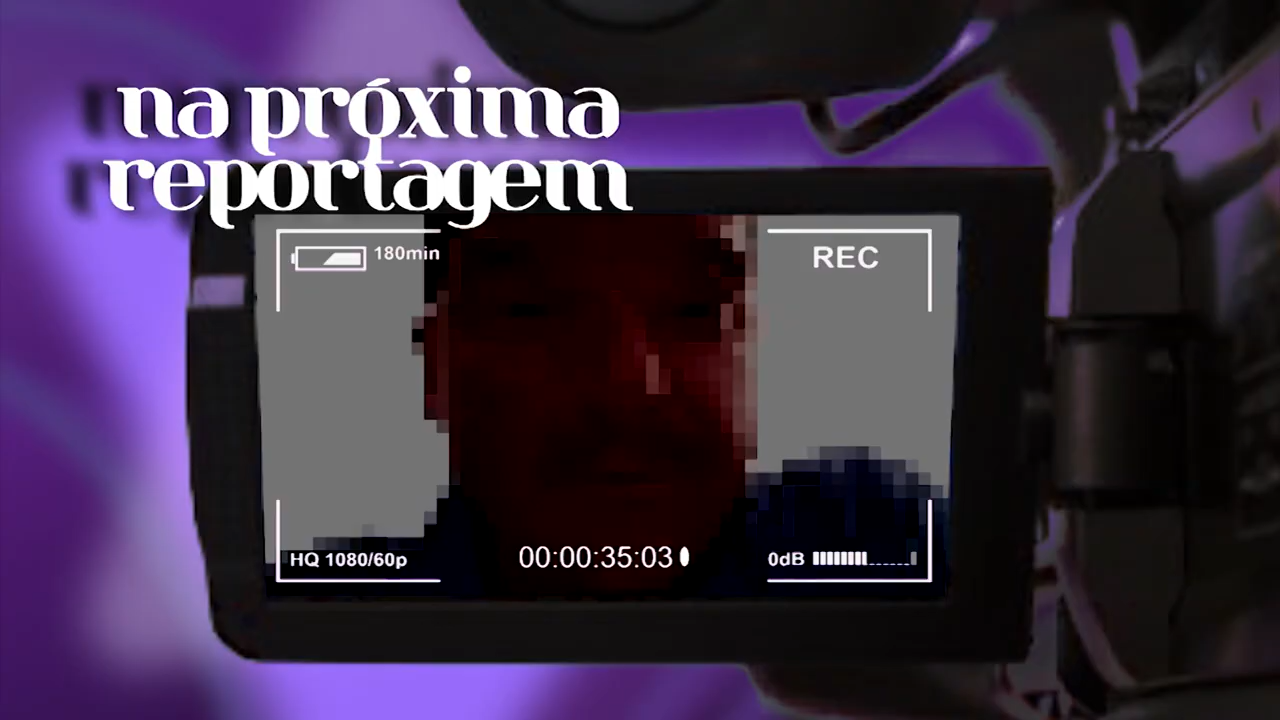 na próxima
reportagem
180min
REC
HQ 1080/60p
00:00:35:03
0dB